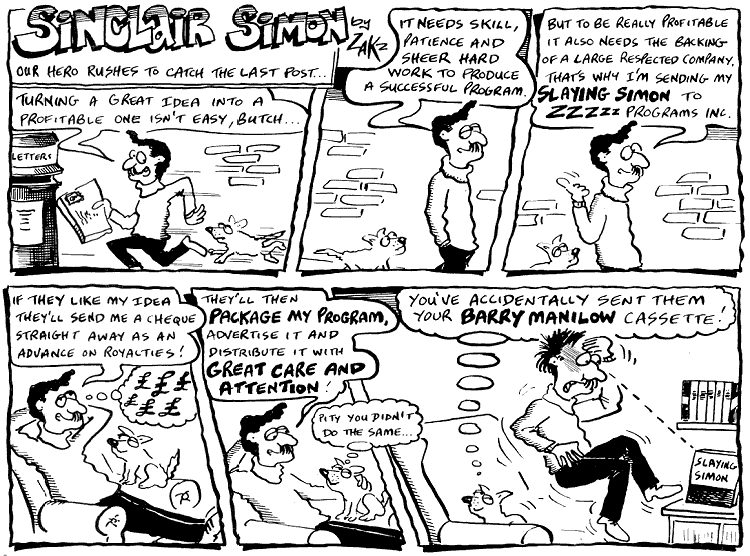 SINCLAIR SIMON
by
ZAK
OUR HERO RUSHES TO CATCH THE LAST POST...
TURNING A GREAT IDEA INTO A
PROFITABLE ONE ISN'T EASY, BUTCH...
LETTERS
IT NEEDS SKILL,
PATIENCE AND
SHEER HARD
WORK TO PRODUCE
A SUCCESSFUL PROGRAM.
BUT TO BE REALLY PROFITABLE
IT ALSO NEEDS THE BACKING
OF A LARGE RESPECTED COMPANY.
THAT'S WHY I'M SENDING MY
SLAYING SIMON TO
ZZZZZ PROGRAMS INC.
IF THEY LIKE MY IDEA
THEY'LL SEND ME A CHEQUE
STRAIGHT AWAY AS AN
ADVANCE ON ROYALTIES!
£ £ £
£ £ £
THEY'LL THEN
PACKAGE MY PROGRAM,
ADVERTISE IT AND
DISTRIBUTE IT WITH
GREAT CARE AND
ATTENTION!
PITY YOU DIDN'T
DO THE SAME...
YOU'VE ACCIDENTALLY SENT THEM
YOUR BARRY MANILOW CASSETTE!
SLAYING
SIMON